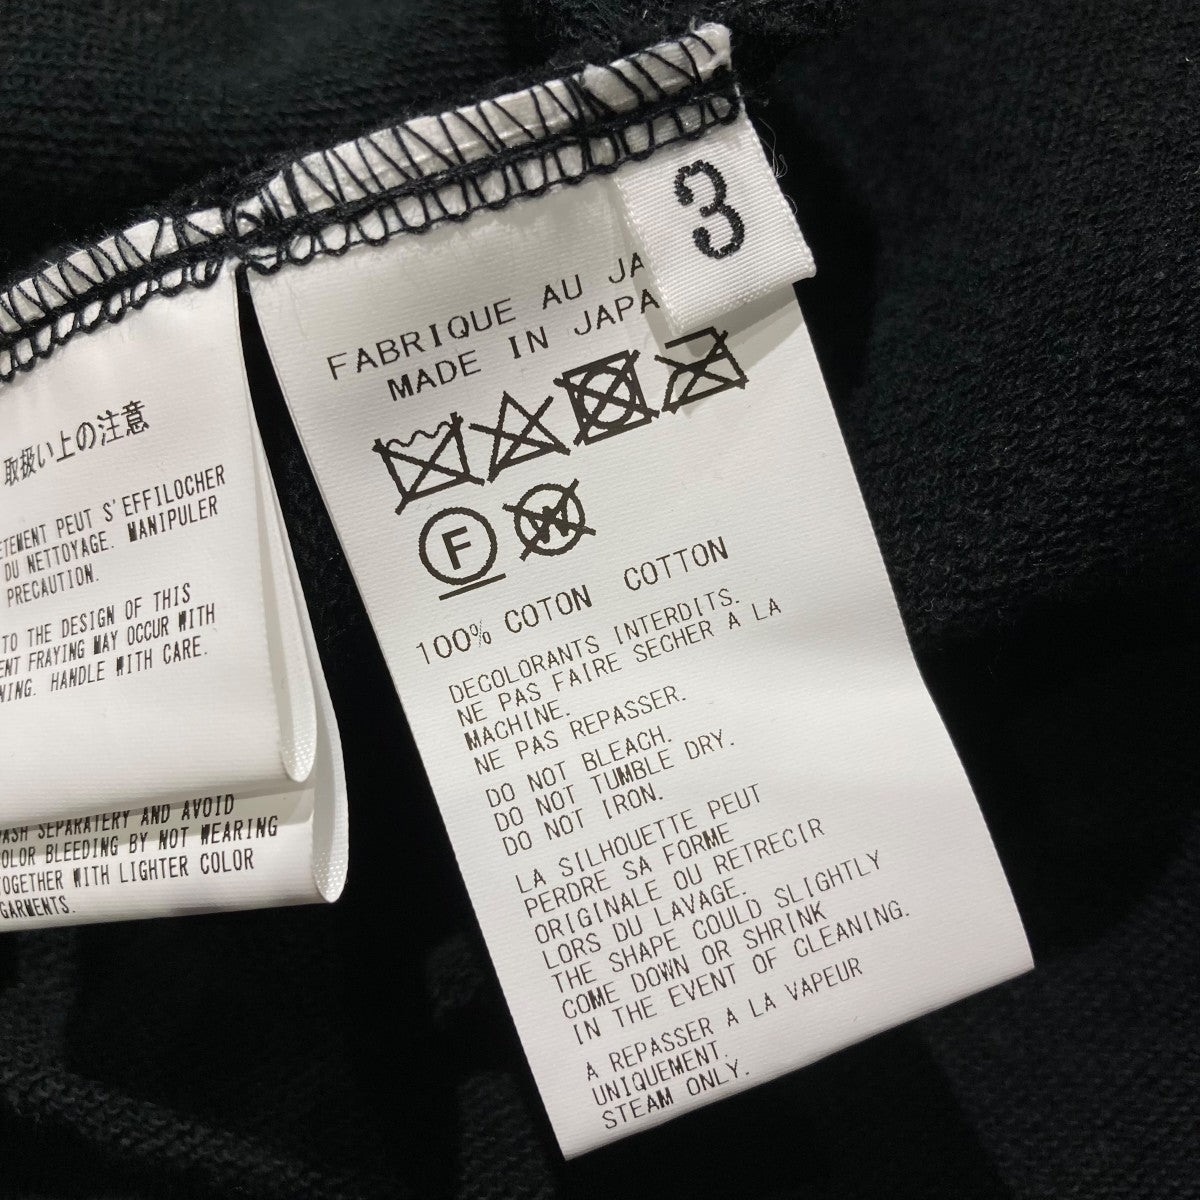 3
FABRIQUE AU JA
MADE IN JAPA
F
W
100% COTON COTTON
DECOLORANTS INTERDITS.
NE PAS FAIRE SECHER A LA
MACHINE.
NE PAS REPASSER.
DO NOT BLEACH.
DO NOT TUMBLE DRY.
DO NOT IRON.
LA SILHOUETTE PEUT
PERDRE SA FORME
ORIGINALE OU RETRECIR
LORS DU LAVAGE.
THE SHAPE COULD SLIGHTLY
COME DOWN OR SHRINK
IN THE EVENT OF CLEANING.
A REPASSER A LA VAPEUR
UNIQUEMENT.
STEAM ONLY.
取扱い上の注意
ETEMENT PEUT S'EFFILOCHER
DU NETTOYAGE. MANIPULER
PRECAUTION.
TO THE DESIGN OF THIS
ENT FRAYING MAY OCCUR WITH
NING. HANDLE WITH CARE.
ASH SEPARATERY AND AVOID
OLOR BLEEDING BY NOT WEARING
TOGETHER WITH LIGHTER COLOR
GARMENTS.